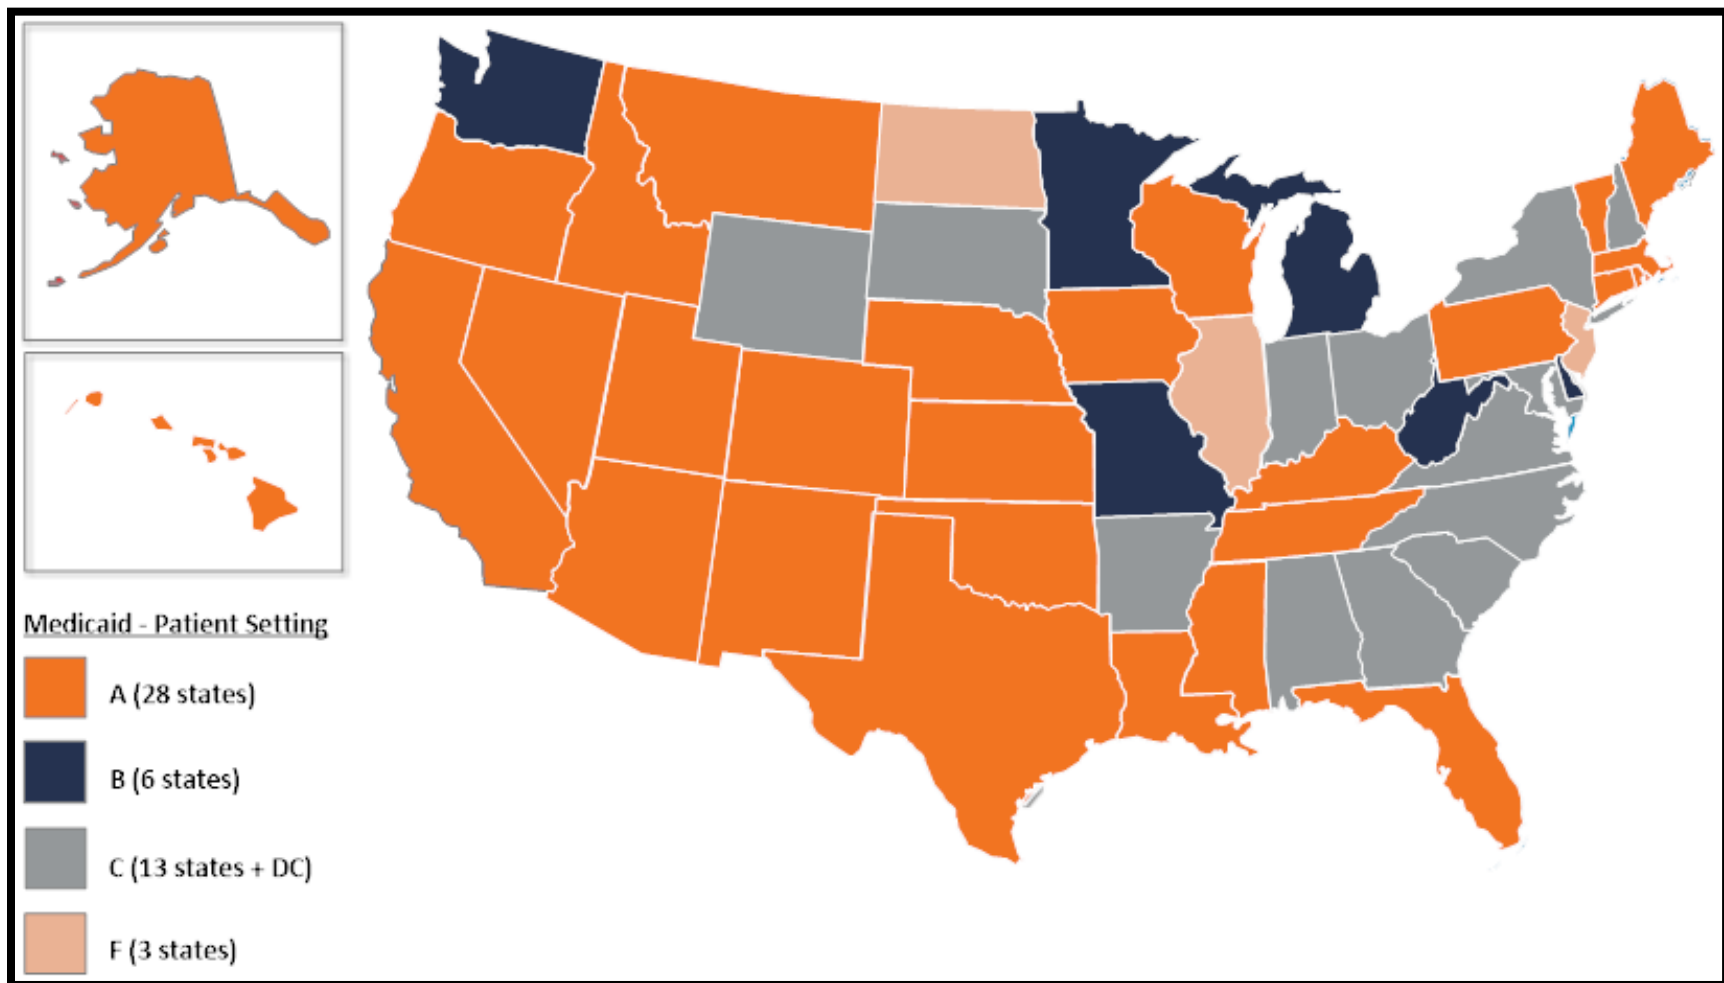 Medicaid - Patient Setting
A (28 states)
B (6 states)
C (13 states + DC)
F (3 states)